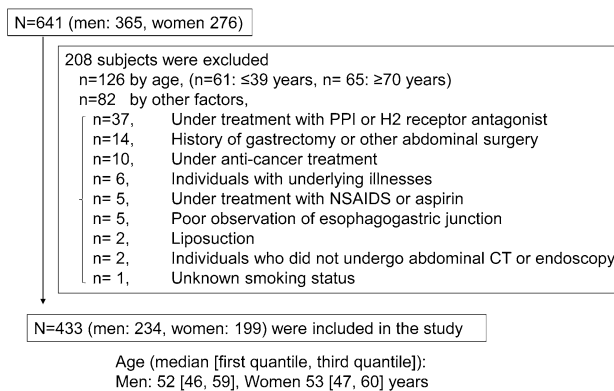 N=641 (men: 365, women 276)
208 subjects were excluded
n=126 by age, (n=61: ≤39 years, n= 65: ≥70 years)
n=82 by other factors,
n=37, Under treatment with PPI or H2 receptor antagonist
n=14, History of gastrectomy or other abdominal surgery
n=10, Under anti-cancer treatment
n= 6, Individuals with underlying illnesses
n= 5, Under treatment with NSAIDS or aspirin
n= 5, Poor observation of esophagogastric junction
n= 2, Liposuction
n= 2, Individuals who did not undergo abdominal CT or endoscopy
n= 1, Unknown smoking status
N=433 (men: 234, women: 199) were included in the study
Age (median [first quantile, third quantile]):
Men: 52 [46, 59], Women 53 [47, 60] years